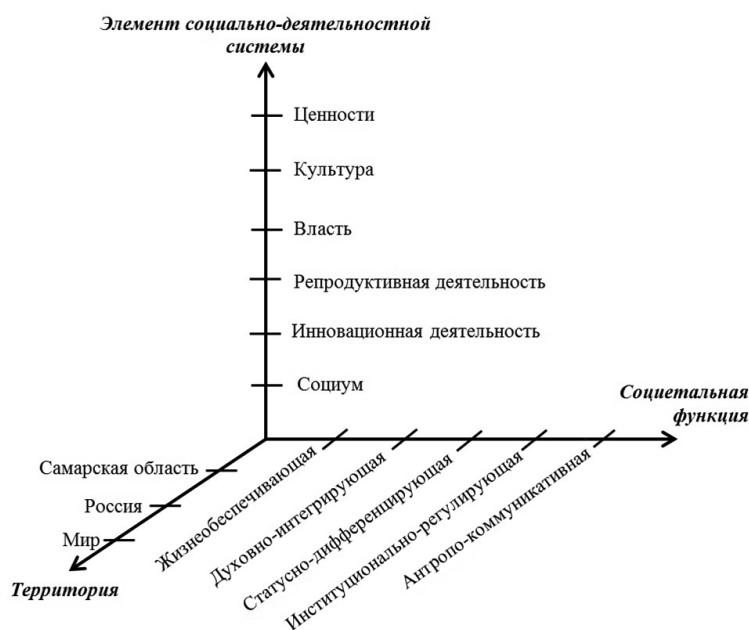 Элемент социально-деятельностной
системы
Ценности
Культура
Власть
Репродуктивная деятельность
Инновационная деятельность
Социум
Социетальная
функция
Самарская область
Россия
Мир
Территория
Жизнеобеспечивающая
Духовно-интегрирующая
Статусно-дифференцирующая
Институционально-регулирующая
Антропо-коммуникативная